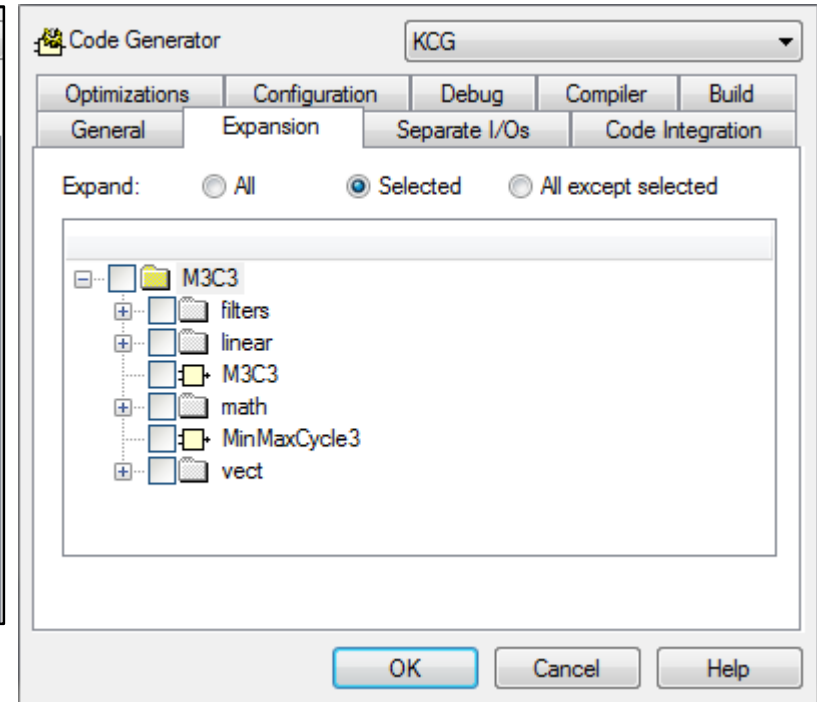 Code Generator KCG
Optimizations Configuration Debug Compiler Build
General Expansion Separate I/Os Code Integration
Expand: All Selected All except selected
M3C3
filters
linear
M3C3
math
MinMaxCycle3
vect
OK Cancel Help